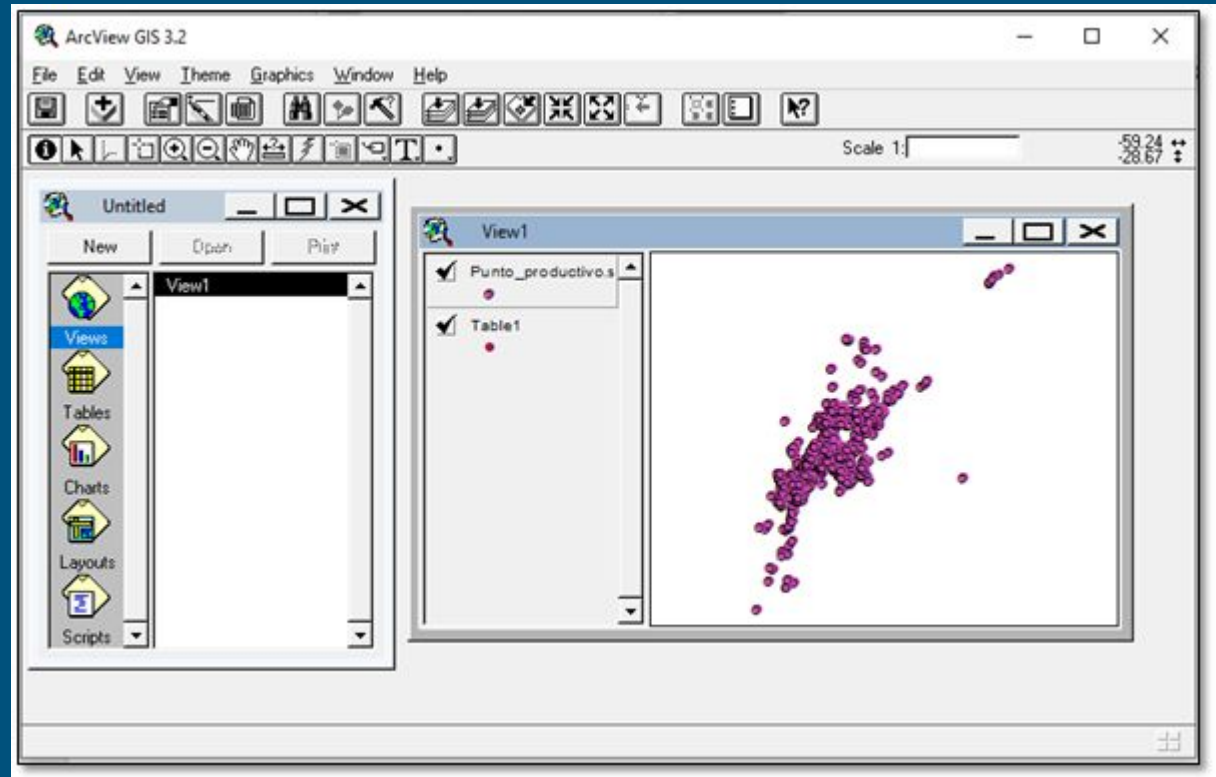 ArcView GIS 3.2
File Edit View Theme Graphics Window Help
Scale 1:
-59.24
-28.67
Untitled
New Open Print
View1
Views
Tables
Charts
Layouts
Scripts
View1
Punto_productivo.s
Table1